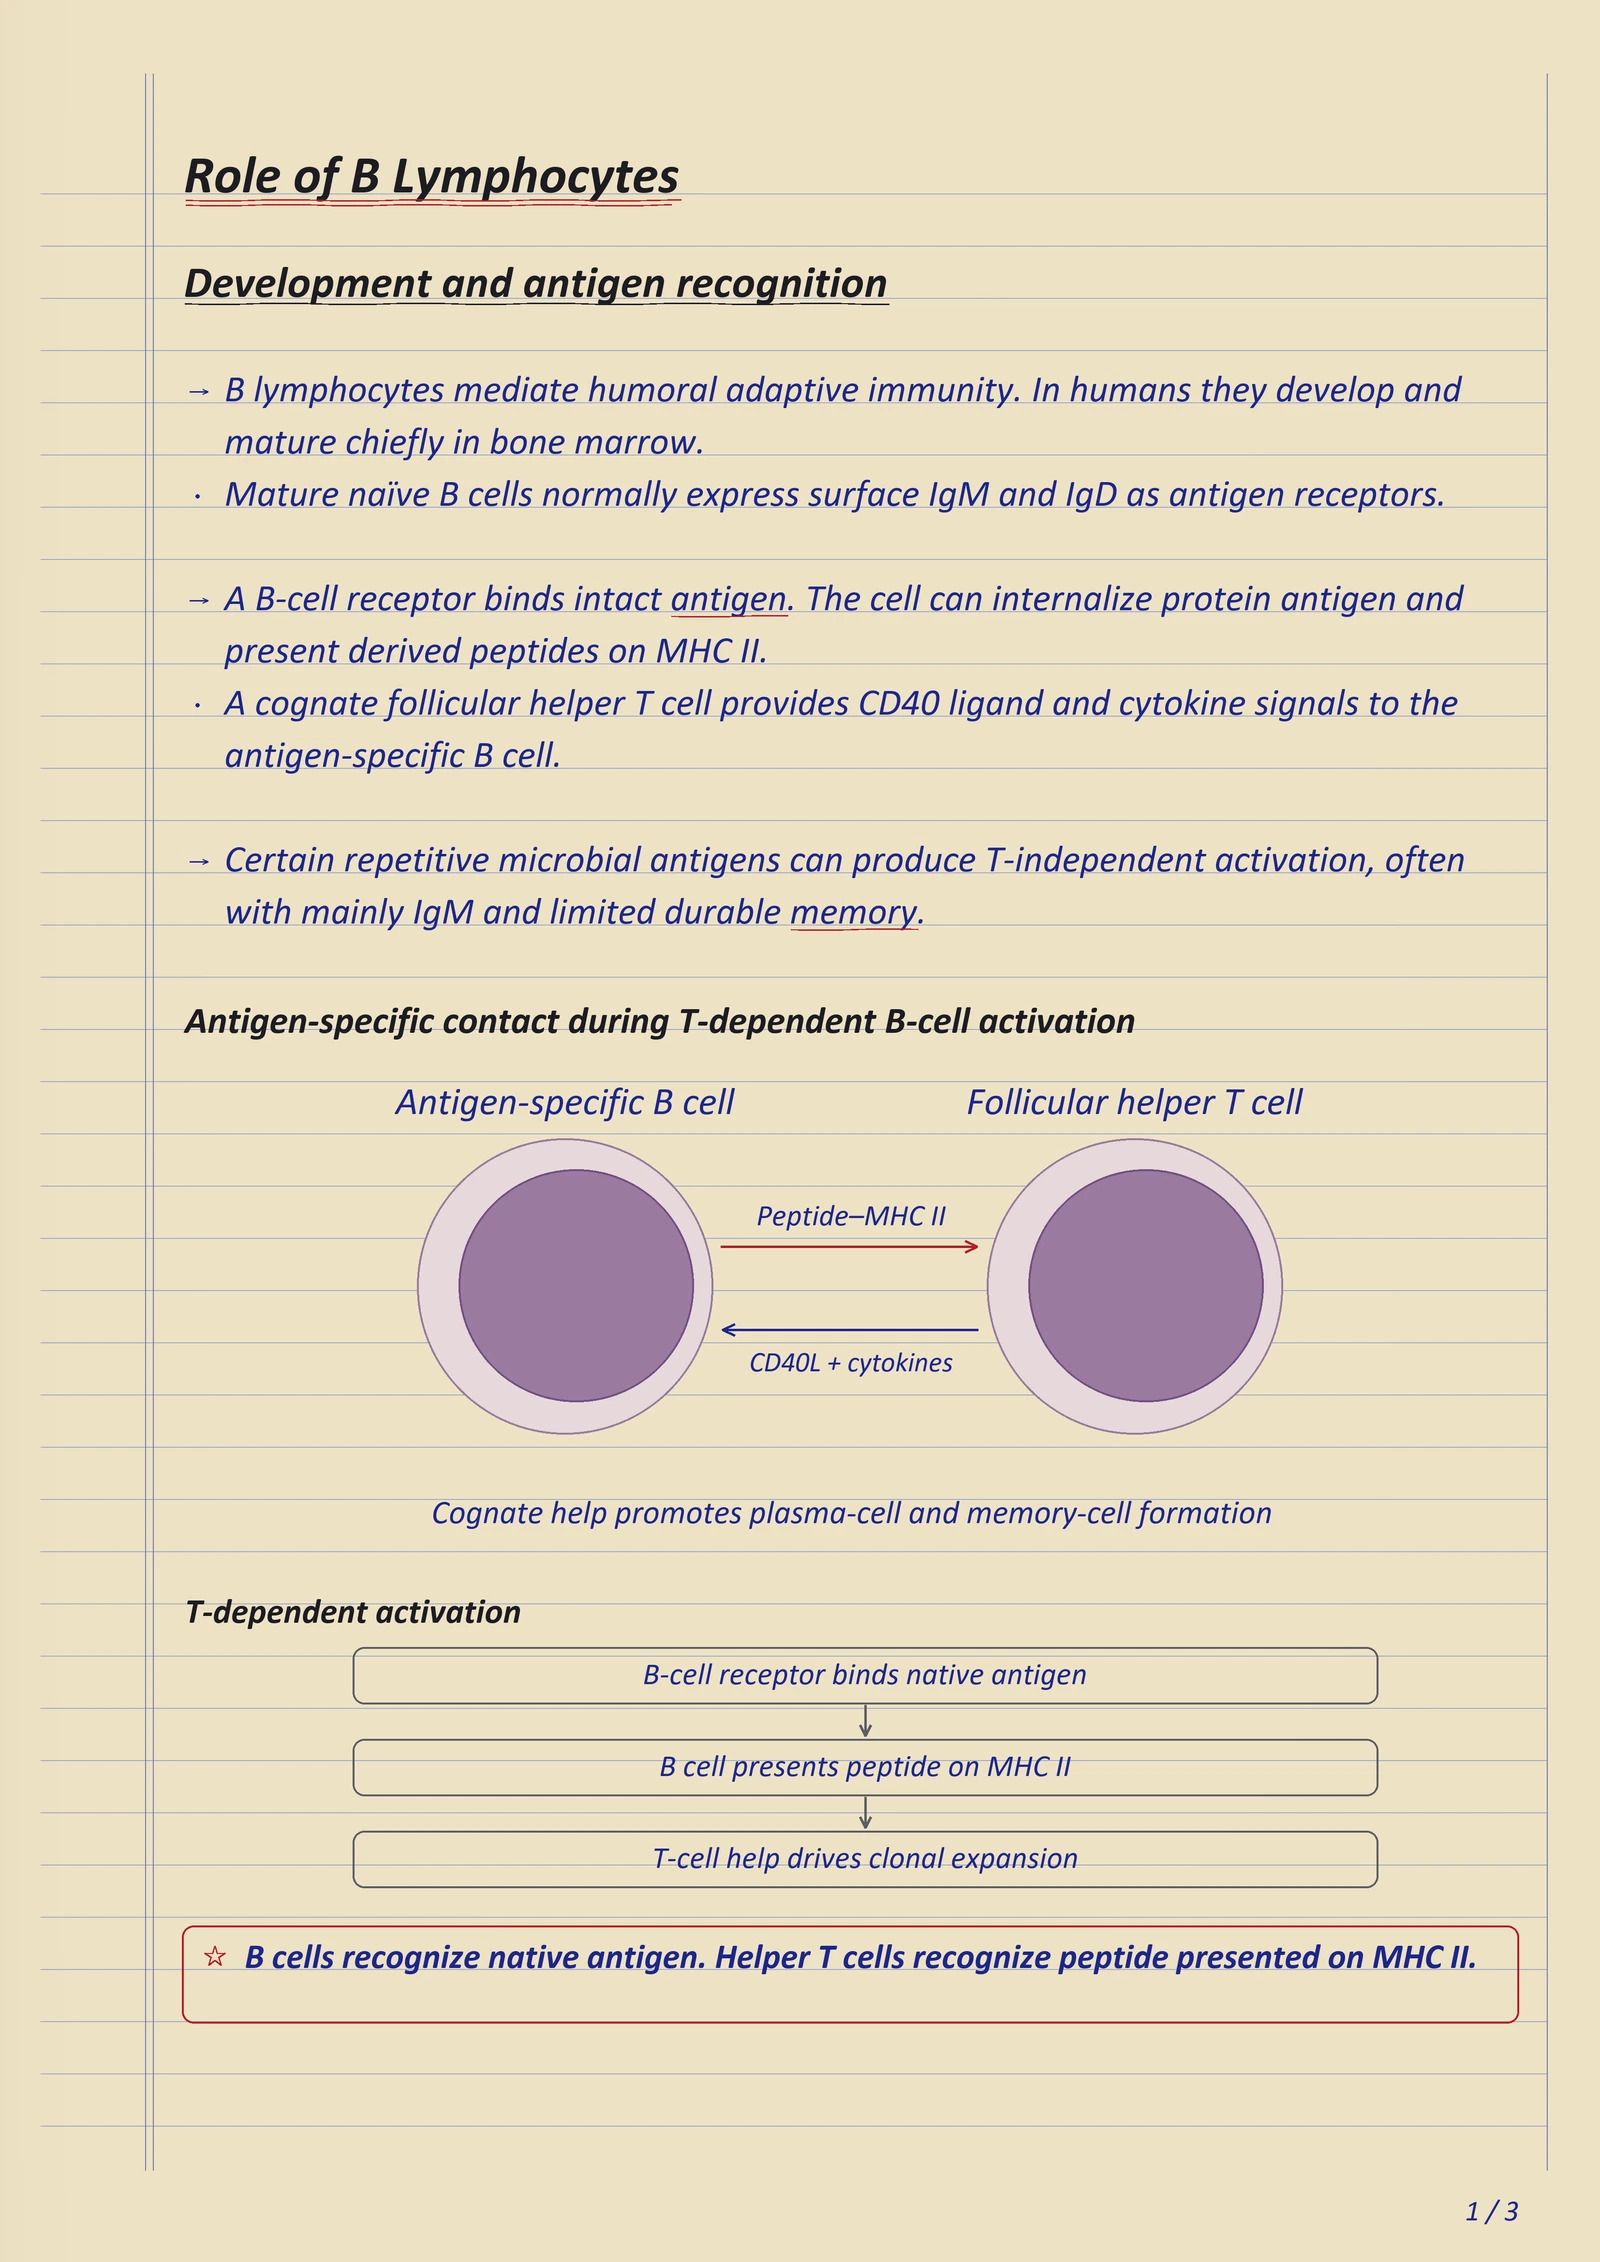 Role of B Lymphocytes
Development and antigen recognition
→ B lymphocytes mediate humoral adaptive immunity. In humans they develop and
mature chiefly in bone marrow.
· Mature naïve B cells normally express surface IgM and IgD as antigen receptors.
→ A B-cell receptor binds intact antigen. The cell can internalize protein antigen and
present derived peptides on MHC II.
· A cognate follicular helper T cell provides CD40 ligand and cytokine signals to the
antigen-specific B cell.
→ Certain repetitive microbial antigens can produce T-independent activation, often
with mainly IgM and limited durable memory.
Antigen-specific contact during T-dependent B-cell activation
Antigen-specific B cell
Follicular helper T cell
Peptide–MHC II
CD40L + cytokines
Cognate help promotes plasma-cell and memory-cell formation
T-dependent activation
B-cell receptor binds native antigen
B cell presents peptide on MHC II
T-cell help drives clonal expansion
☆ B cells recognize native antigen. Helper T cells recognize peptide presented on MHC II.
1 / 3